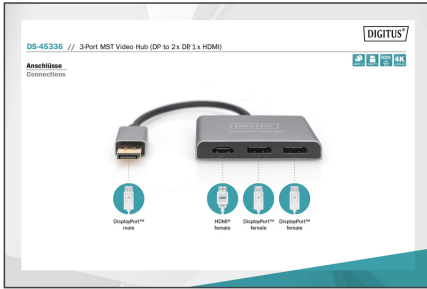 DIGITUS®
DS-45336 // 3-Port MST Video Hub (DP to 2x DP, 1x HDMI)
4K
Anschlüsse
Connections
DIGITUS
DisplayPort™
male
HDMI®
female
DisplayPort™
female
DisplayPort™
female